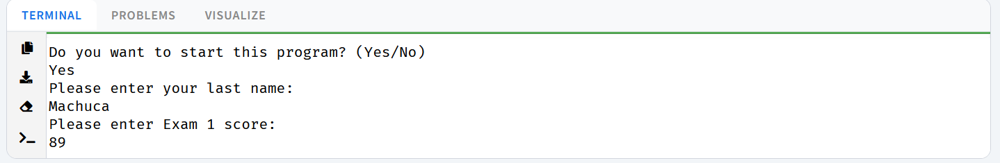 TERMINAL PROBLEMS VISUALIZE
Do you want to start this program? (Yes/No)
Yes
Please enter your last name:
Machuca
Please enter Exam 1 score:
89